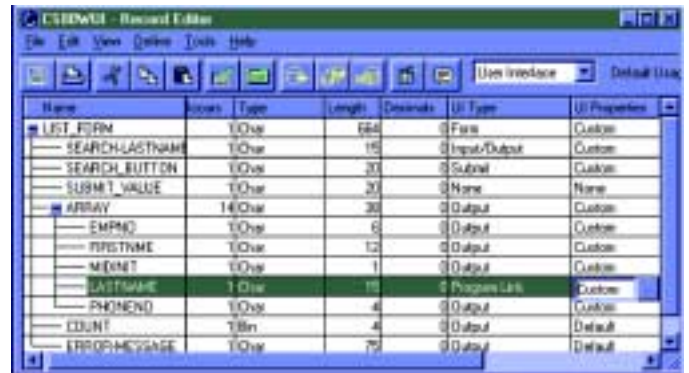 CSBDWUI - Record Editor
File Edit View Define Tools Help
User Interface Default Usag
Name Occurs Type Length Decimals UI Type UI Properties
LIST_FORM 1 Char 664 0 Form Custom
SEARCH-LASTNAME 1 Char 15 0 Input/Output Custom
SEARCH_BUTTON 1 Char 20 0 Submit Custom
SUBMIT_VALUE 1 Char 20 0 None None
ARRAY 14 Char 38 0 Output Custom
EMPNO 1 Char 6 0 Output Custom
FIRSTNME 1 Char 12 0 Output Custom
MIDINIT 1 Char 1 0 Output Custom
LASTNAME 1 Char 15 0 Program Link Custom
PHONENO 1 Char 4 0 Output Custom
COUNT 1 Bin 4 0 Output Default
ERROR-MESSAGE 1 Char 75 0 Output Default